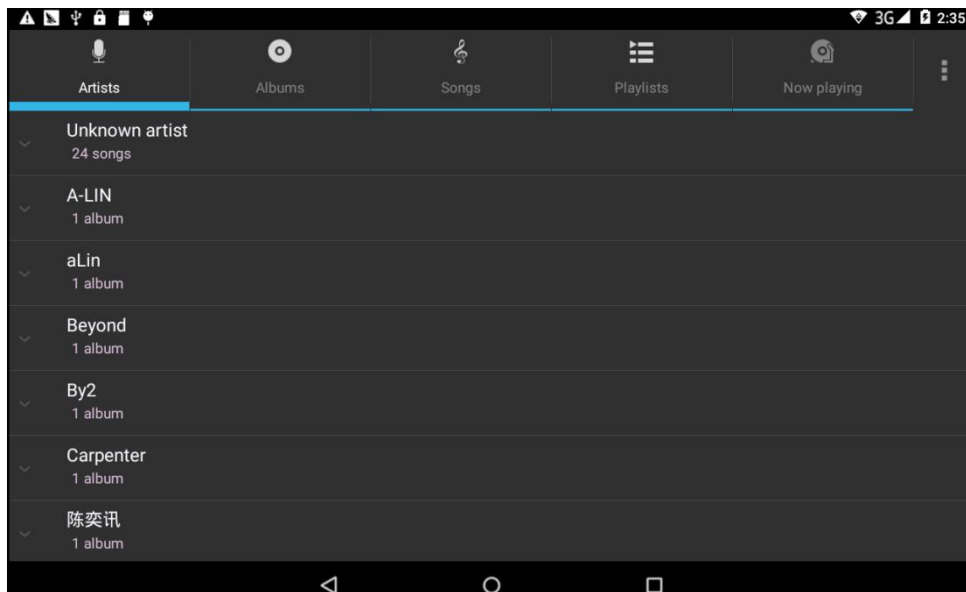 3G 2:35
Artists Albums Songs Playlists Now playing
Unknown artist
24 songs
A-LIN
1 album
aLin
1 album
Beyond
1 album
By2
1 album
Carpenter
1 album
陈奕讯
1 album